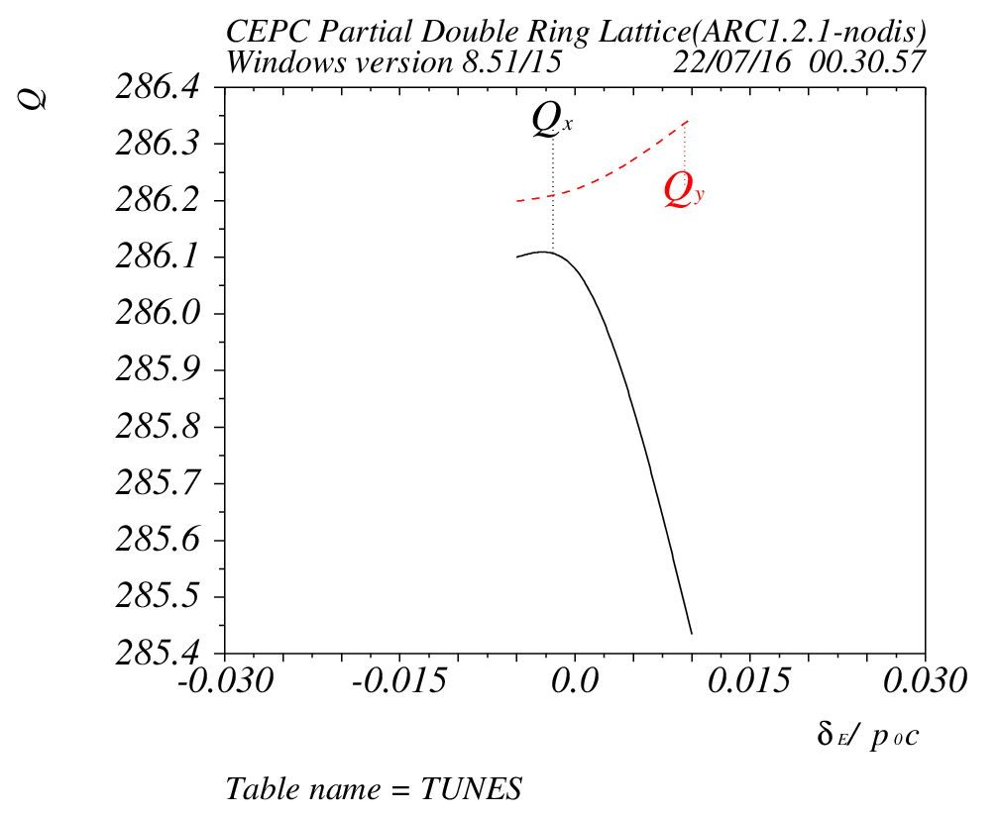 CEPC Partial Double Ring Lattice(ARC1.2.1-nodis)
Windows version 8.51/15 22/07/16 00.30.57
Q
286.4
286.3
286.2
286.1
286.0
285.9
285.8
285.7
285.6
285.5
285.4
Qx
Qy
-0.030 -0.015 0.0 0.015 0.030
δE/ p0c
Table name = TUNES